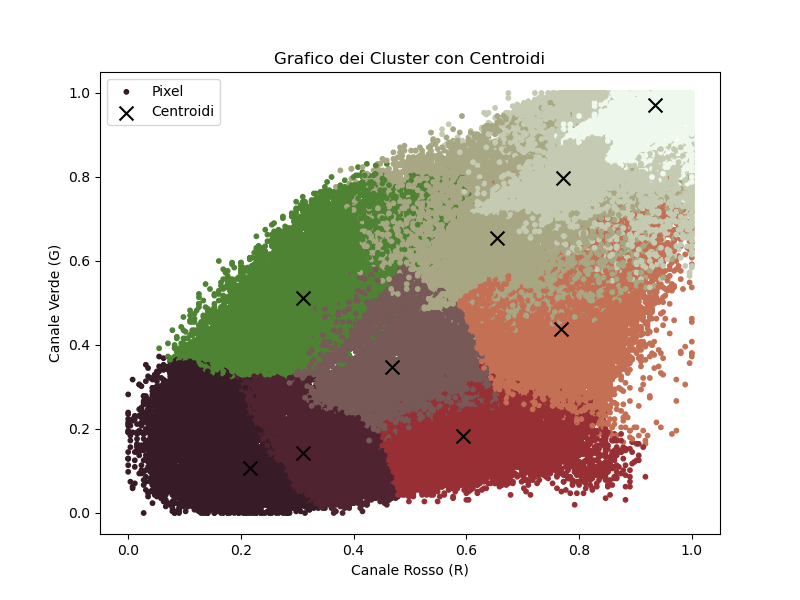 Grafico dei Cluster con Centroidi
Pixel
Centroidi
Canale Verde (G)
1.0
0.8
0.6
0.4
0.2
0.0
0.0 0.2 0.4 0.6 0.8 1.0
Canale Rosso (R)